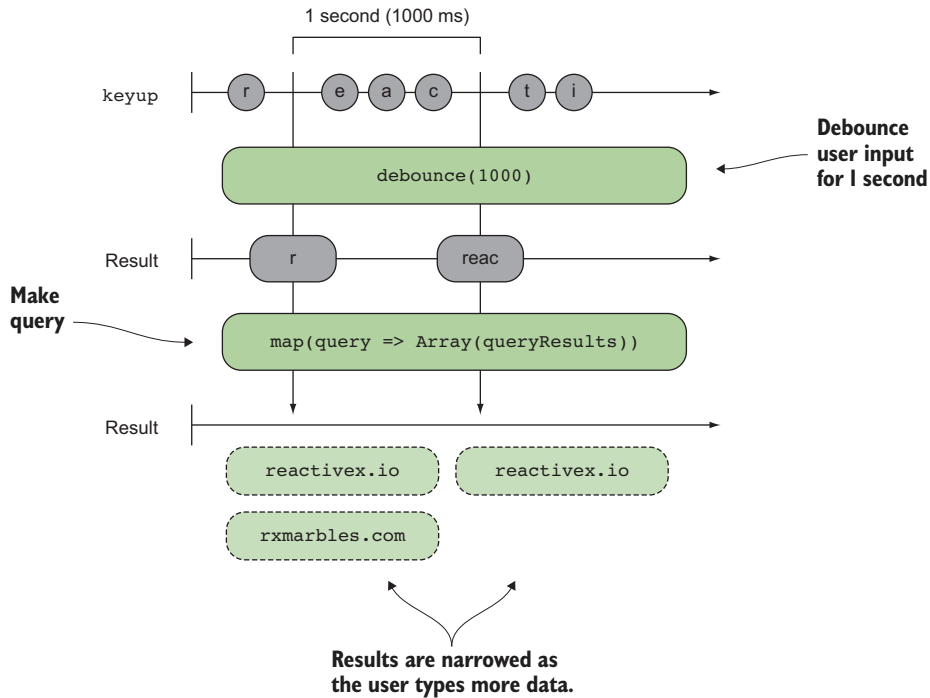 1 second (1000 ms)
keyup
r
e
a
c
t
i
Debounce
user input
for 1 second
debounce(1000)
Result
r
reac
Make
query
map(query => Array(queryResults))
Result
reactivex.io
reactivex.io
rxmarbles.com
Results are narrowed as
the user types more data.